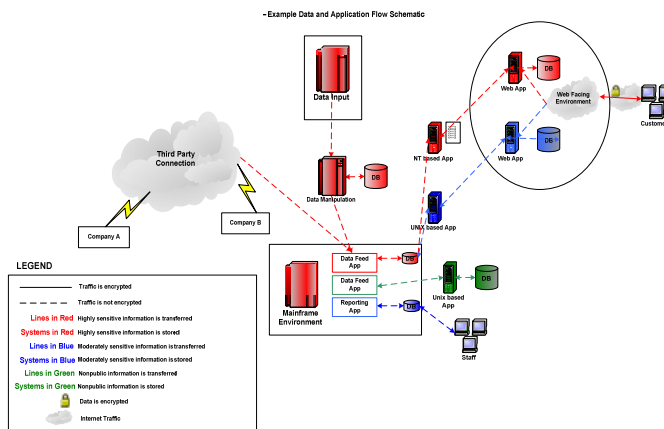 – Example Data and Application Flow Schematic
Data Input
Third Party
Connection
Company A
Company B
Data Manipulation
DB
NT based App
UNIX based App
Web App
DB
Web App
DB
Web Facing
Environment
Customer
Mainframe
Environment
Data Feed
App
Data Feed
App
Reporting
App
DB
DB
Unix based
App
DB
Staff
LEGEND
Traffic is encrypted
Traffic is not encrypted
Lines in Red Highly sensitive information is transferred
Systems in Red Highly sensitive information is stored
Lines in Blue Moderately sensitive information is transferred
Systems in Blue Moderately sensitive information is stored
Lines in Green Nonpublic information is transferred
Systems in Green Nonpublic information is stored
Data is encrypted
Internet Traffic